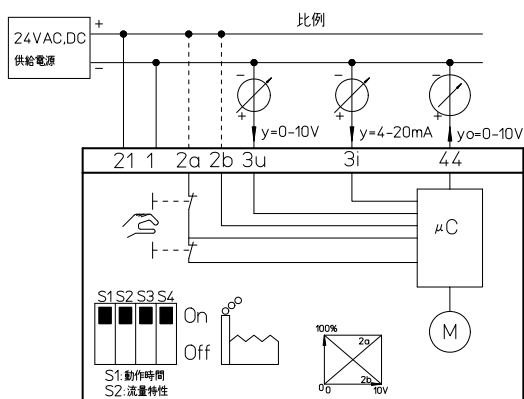 比例
+
24VAC,DC
供給電源
−
− − −
+ + +
y=0-10V y=4-20mA yo=0-10V
21 1 2a 2b 3u 3i 44
μC
S1 S2 S3 S4
On
Off
S1:動作時間
S2:流量特性
100%
2a
2b
0 0 10V
M